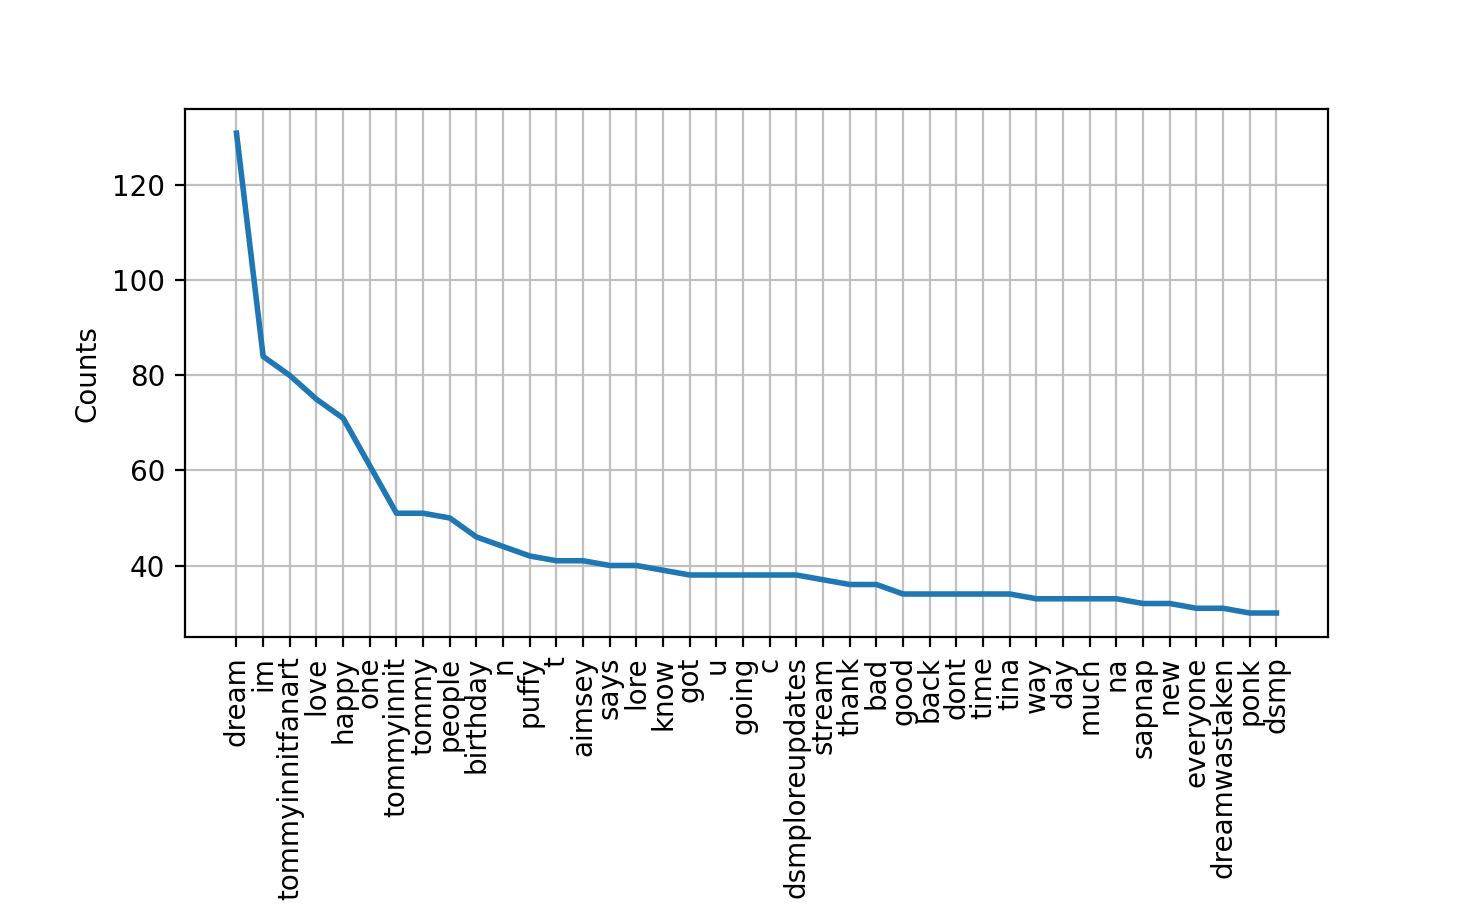 120
100
80
60
40
Counts
dream
im
tommyinnitfanart
love
happy
one
tommyinnit
tommy
people
birthday
n
puffy
t
aimsey
says
lore
know
got
u
going
c
dsmploreupdates
stream
thank
bad
good
back
dont
time
tina
way
day
much
na
sapnap
new
everyone
dreamwastaken
ponk
dsmp